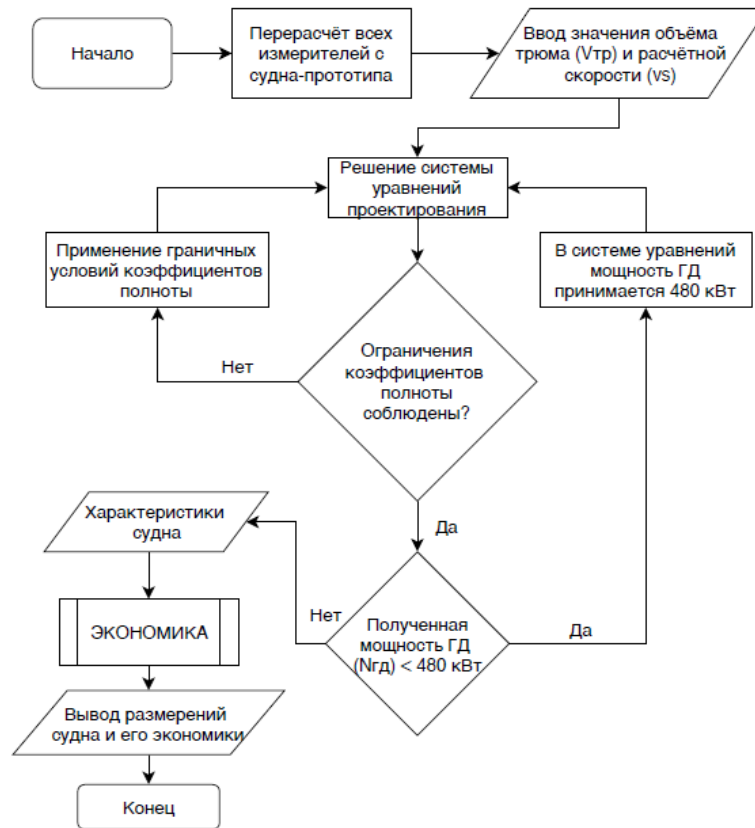 Начало
Перерасчёт всех
измерителей с
судна-прототипа
Ввод значения объёма
трюма (Vтр) и расчётной
скорости (vs)
Решение системы
уравнений
проектирования
Применение граничных
условий коэффициентов
полноты
В системе уравнений
мощность ГД
принимается 480 кВт
Ограничения
коэффициентов
полноты
соблюдены?
Нет
Да
Характеристики
судна
Нет
Полученная
мощность ГД
(Nгд) < 480 кВт
Да
ЭКОНОМИКА
Вывод размерений
судна и его экономики
Конец